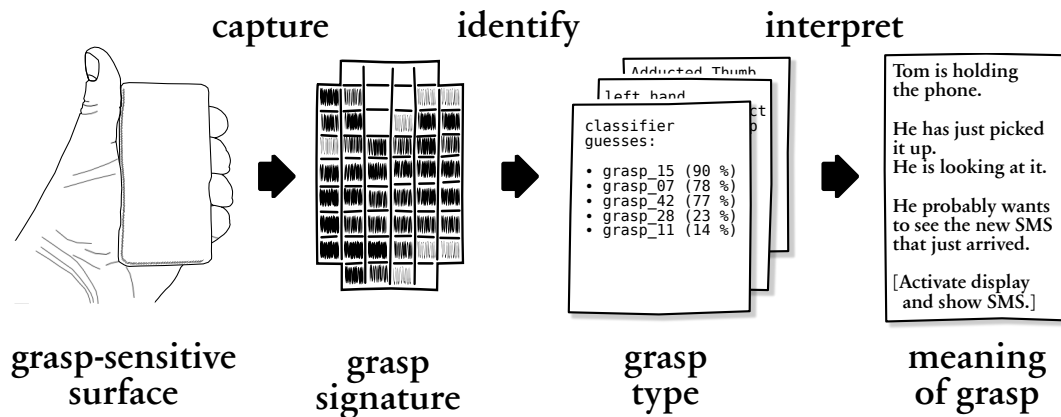 capture
identify
interpret
Adducted Thumb
left hand
ct
classifier
guesses:
• grasp_15 (90 %)
• grasp_07 (78 %)
• grasp_42 (77 %)
• grasp_28 (23 %)
• grasp_11 (14 %)
Tom is holding
the phone.
He has just picked
it up.
He is looking at it.
He probably wants
to see the new SMS
that just arrived.
[Activate display
and show SMS.]
grasp-sensitive
surface
grasp
signature
grasp
type
meaning
of grasp